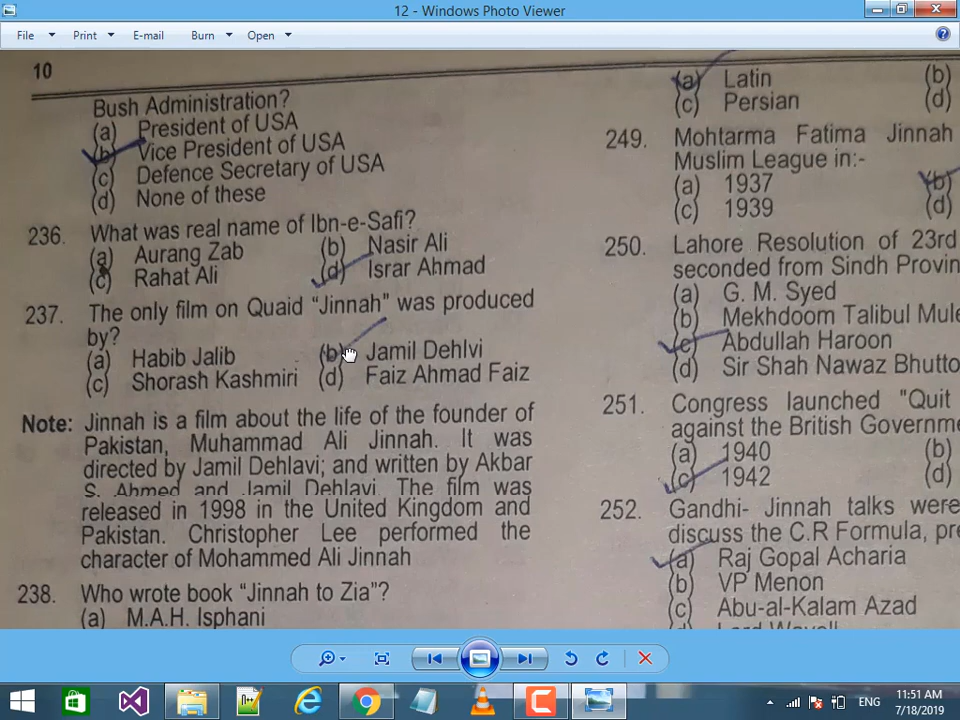 12 - Windows Photo Viewer
File Print E-mail Burn Open
10
Bush Administration?
(a) President of USA
(b) Vice President of USA
(c) Defence Secretary of USA
(d) None of these
236. What was real name of Ibn-e-Safi?
(a) Aurang Zab (b) Nasir Ali
(c) Rahat Ali (d) Israr Ahmad
237. The only film on Quaid "Jinnah" was produced
by?
(a) Habib Jalib (b) Jamil Dehlvi
(c) Shorash Kashmiri (d) Faiz Ahmad Faiz
Note: Jinnah is a film about the life of the founder of
Pakistan, Muhammad Ali Jinnah. It was
directed by Jamil Dehlavi; and written by Akbar
S. Ahmed and Jamil Dehlavi. The film was
released in 1998 in the United Kingdom and
Pakistan. Christopher Lee performed the
character of Mohammed Ali Jinnah
238. Who wrote book "Jinnah to Zia"?
(a) M.A.H. Isphani
(a) Latin (b)
(c) Persian (d)
249. Mohtarma Fatima Jinnah
Muslim League in:-
(a) 1937 (b)
(c) 1939 (d)
250. Lahore Resolution of 23rd
seconded from Sindh Provin
(a) G. M. Syed
(b) Mekhdoom Talibul Mule
(c) Abdullah Haroon
(d) Sir Shah Nawaz Bhutto
251. Congress launched "Quit
against the British Governme
(a) 1940 (b)
(c) 1942 (d)
252. Gandhi- Jinnah talks were
discuss the C.R Formula, pre
(a) Raj Gopal Acharia
(b) VP Menon
(c) Abu-al-Kalam Azad
(d) Lord Wavell
ENG
11:51 AM
7/18/2019